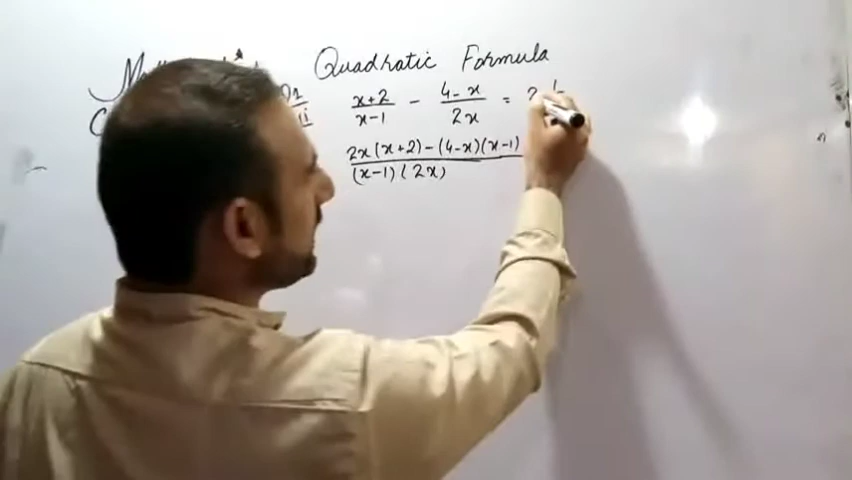 Quadratic Formula
x+2/x-1 - 4-x/2x =
2x(x+2)-(4-x)(x-1)
(x-1)(2x)